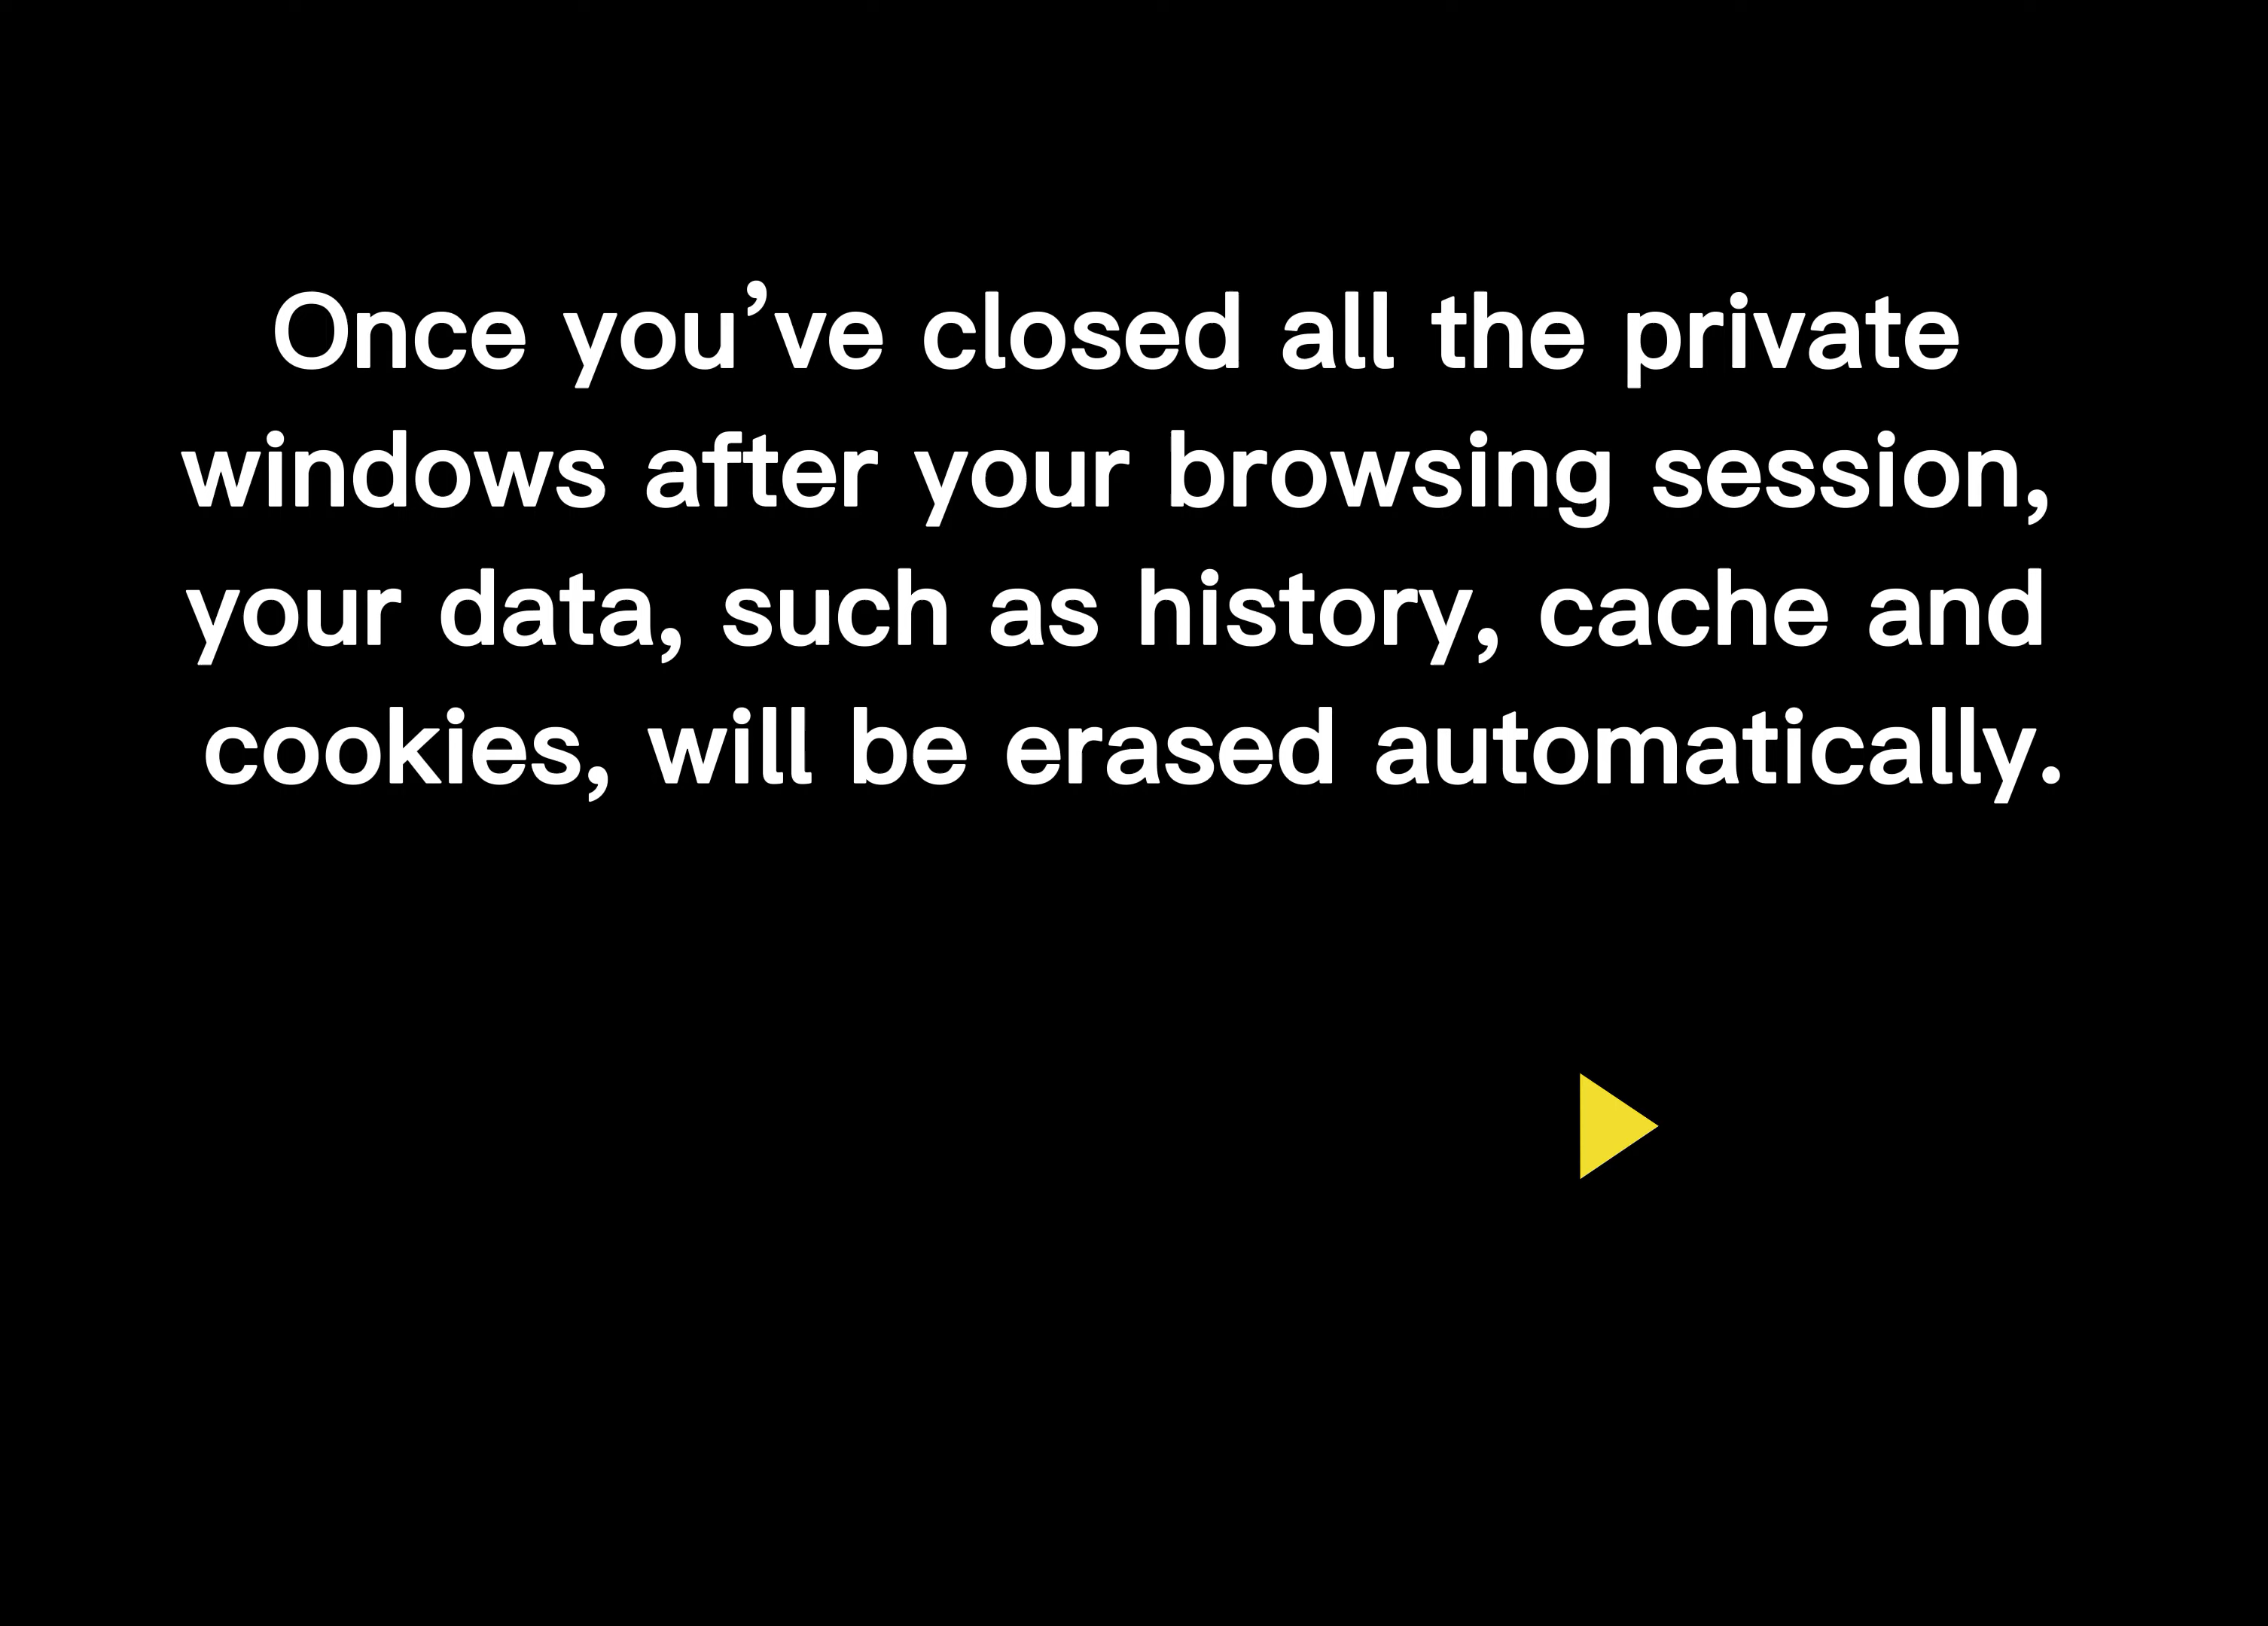 Once you’ve closed all the private
windows after your browsing session,
your data, such as history, cache and
cookies, will be erased automatically.